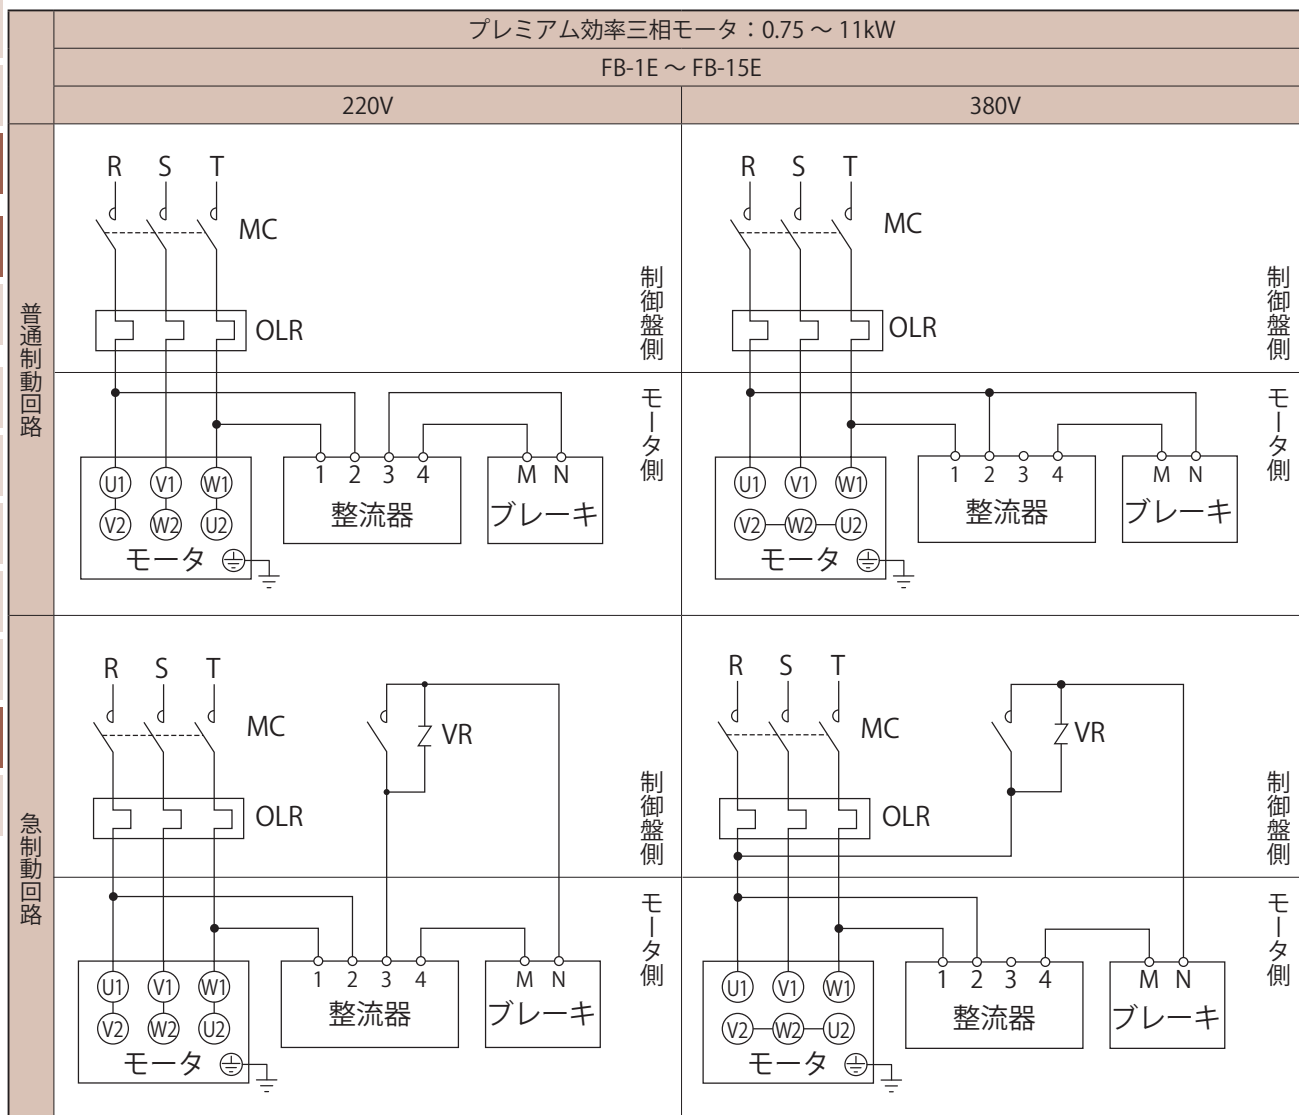 プレミアム効率三相モータ：0.75 ～ 11kW
FB-1E ～ FB-15E
220V
380V
普通制動回路
R S T
MC
OLR
制御盤側
モータ側
1 2 3 4
M N
U1 V1 W1
V2 W2 U2
整流器
ブレーキ
モータ
R S T
MC
OLR
制御盤側
モータ側
1 2 3 4
M N
U1 V1 W1
V2 W2 U2
整流器
ブレーキ
モータ
急制動回路
R S T
MC
VR
OLR
制御盤側
モータ側
1 2 3 4
M N
U1 V1 W1
V2 W2 U2
整流器
ブレーキ
モータ
R S T
MC
VR
OLR
制御盤側
モータ側
1 2 3 4
M N
U1 V1 W1
V2 W2 U2
整流器
ブレーキ
モータ